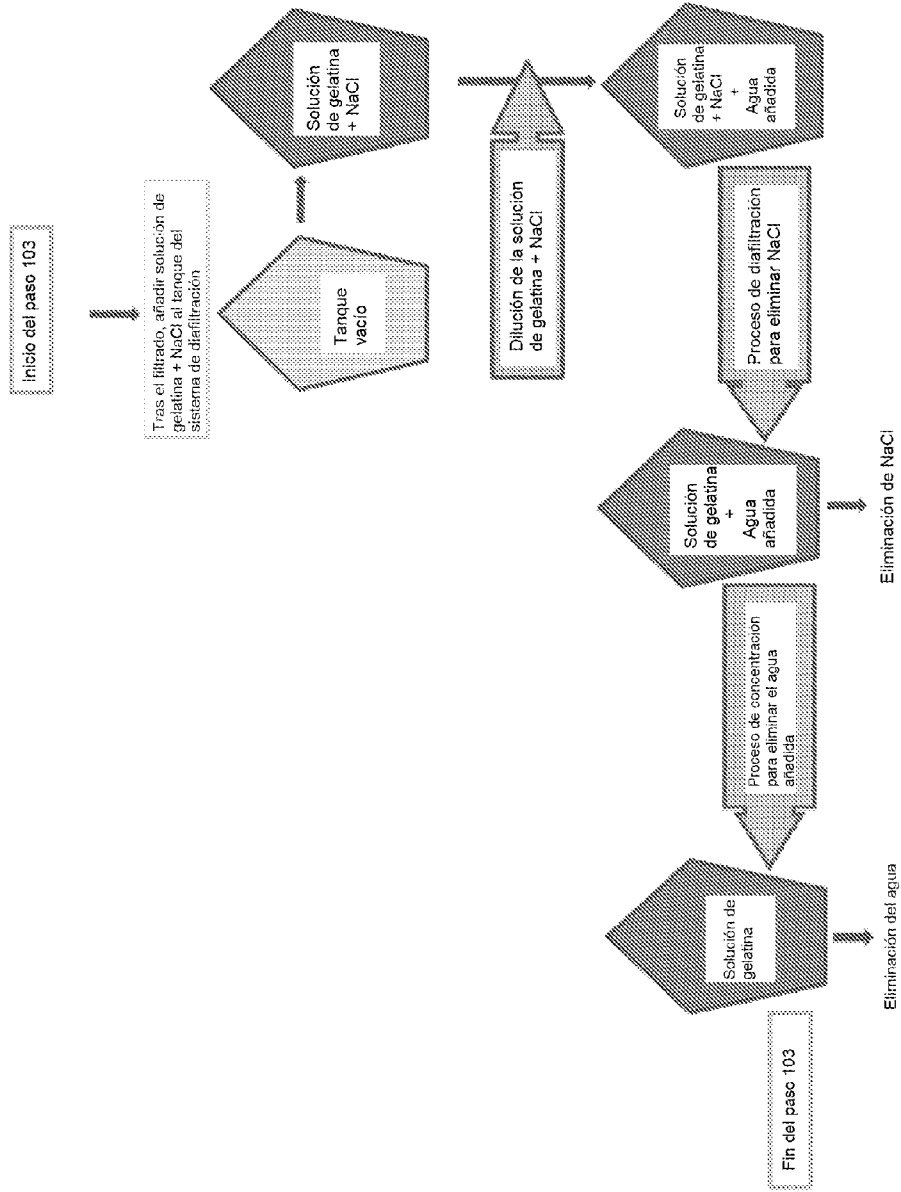 Inicio del paso 103
Tras el filtrado, añadir solución de
gelatina + NaCl al tanque del
sistema de diafiltración
Tanque
vacío
Solución
de gelatina
+ NaCl
Dilución de la solución
de gelatina + NaCl
Solución
de gelatina
+ NaCl
+
Agua
añadida
Proceso de diafiltración
para eliminar NaCl
Solución
de gelatina
+
Agua
añadida
Eliminación de NaCl
Proceso de concentracion
para eliminar el agua
añadida
Solución de
gelatina
Eliminación del agua
Fin del paso 103